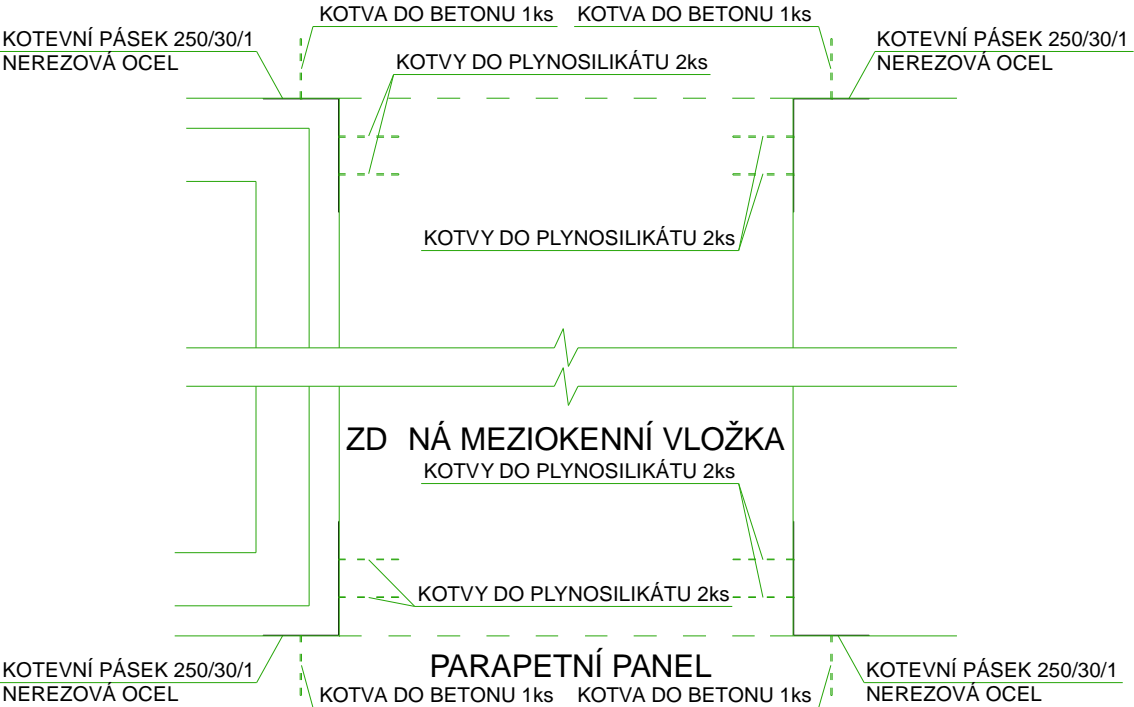 KOTVA DO BETONU 1ks KOTVA DO BETONU 1ks
KOTEVNÍ PÁSEK 250/30/1
NEREZOVÁ OCEL
KOTEVNÍ PÁSEK 250/30/1
NEREZOVÁ OCEL
KOTVY DO PLYNOSILIKÁTU 2ks
KOTVY DO PLYNOSILIKÁTU 2ks
ZD NÁ MEZIOKENNÍ VLOŽKA
KOTVY DO PLYNOSILIKÁTU 2ks
KOTVY DO PLYNOSILIKÁTU 2ks
PARAPETNÍ PANEL
KOTEVNÍ PÁSEK 250/30/1
NEREZOVÁ OCEL
KOTEVNÍ PÁSEK 250/30/1
NEREZOVÁ OCEL
KOTVA DO BETONU 1ks KOTVA DO BETONU 1ks